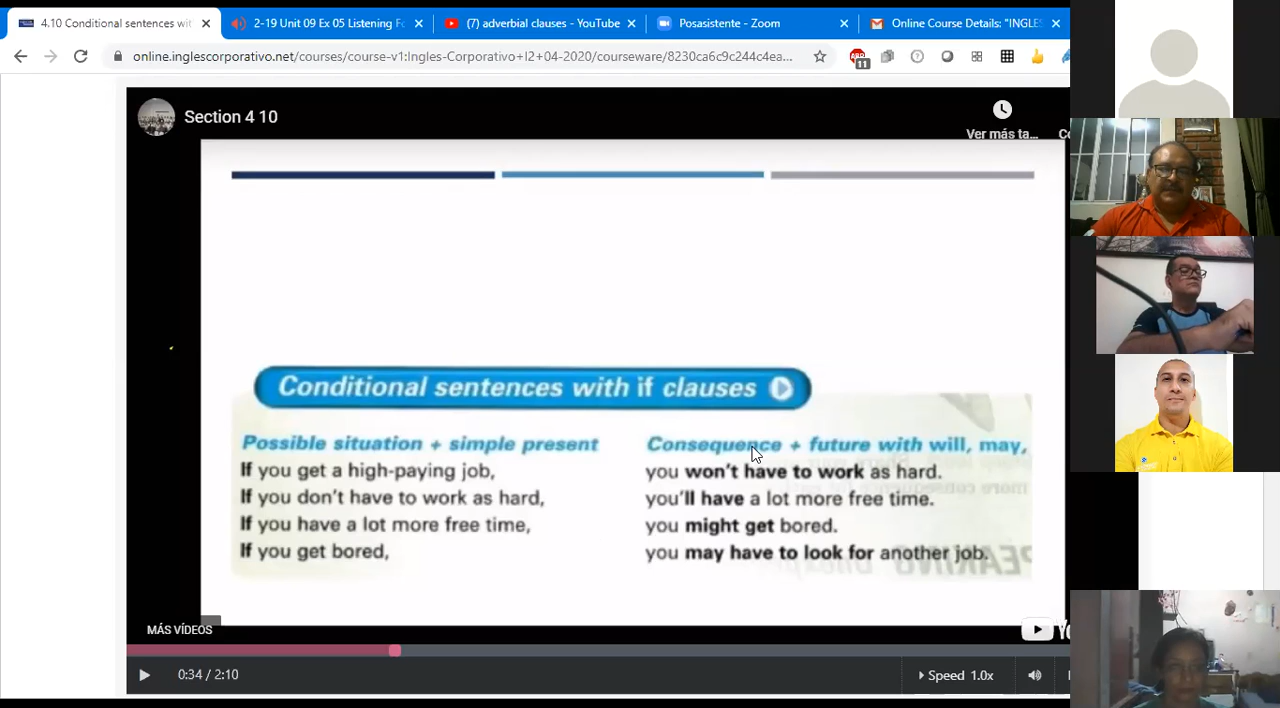 4.10 Conditional sentences wit
2-19 Unit 09 Ex 05 Listening Fo
(7) adverbial clauses - YouTube
Posasistente - Zoom
Online Course Details: "INGLES
online.inglescorporativo.net/courses/course-v1:Ingles-Corporativo+I2+04-2020/courseware/8230ca6c9c244c4ea...
11
Section 4 10
Ver más ta...
Conditional sentences with if clauses
Possible situation + simple present
If you get a high-paying job,
If you don't have to work as hard,
If you have a lot more free time,
If you get bored,
Consequence + future with will, may,
you won't have to work as hard.
you'll have a lot more free time.
you might get bored.
you may have to look for another job.
MÁS VÍDEOS
0:34 / 2:10
Speed 1.0x